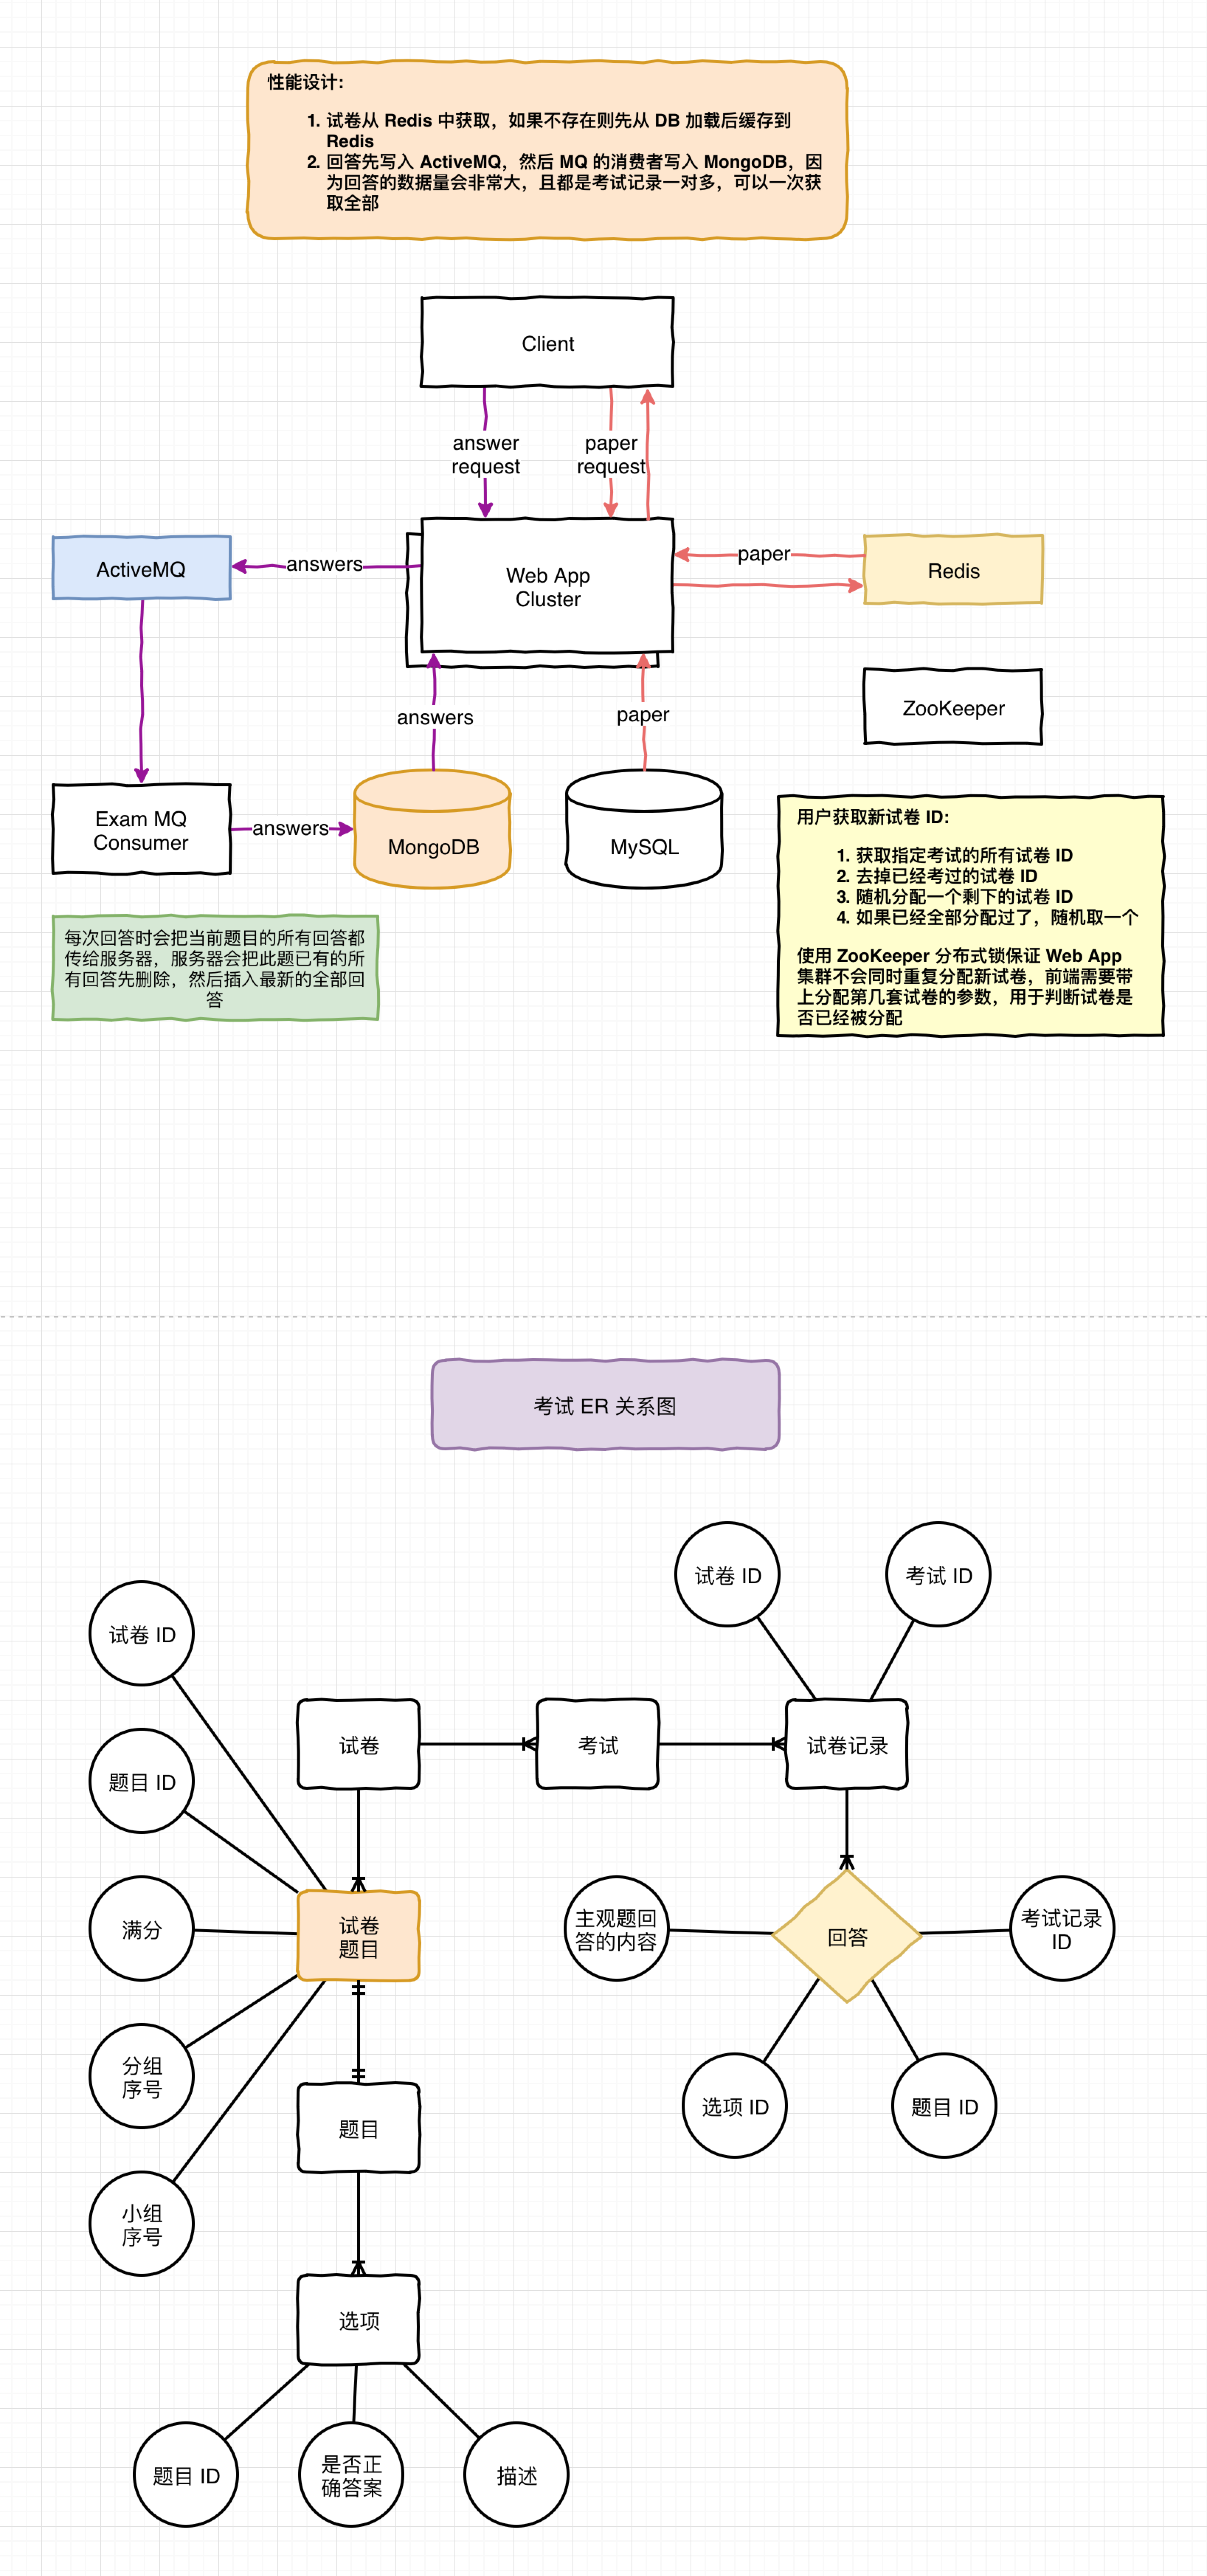 性能设计:
1. 试卷从 Redis 中获取，如果不存在则先从 DB 加载后缓存到
Redis
2. 回答先写入 ActiveMQ，然后 MQ 的消费者写入 MongoDB，因
为回答的数据量会非常大，且都是考试记录一对多，可以一次获
取全部
Client
answer
request
paper
request
ActiveMQ
answers
Web App
Cluster
paper
Redis
answers
paper
ZooKeeper
Exam MQ
Consumer
answers
MongoDB
MySQL
用户获取新试卷 ID:
1. 获取指定考试的所有试卷 ID
2. 去掉已经考过的试卷 ID
3. 随机分配一个剩下的试卷 ID
4. 如果已经全部分配过了，随机取一个
使用 ZooKeeper 分布式锁保证 Web App
集群不会同时重复分配新试卷，前端需要带
上分配第几套试卷的参数，用于判断试卷是
否已经被分配
每次回答时会把当前题目的所有回答都
传给服务器，服务器会把此题已有的所
有回答先删除，然后插入最新的全部回
答
考试 ER 关系图
试卷 ID
考试 ID
试卷 ID
题目 ID
试卷
考试
试卷记录
满分
试卷
题目
主观题回
答的内容
回答
考试记录
ID
分组
序号
题目
选项 ID
题目 ID
小组
序号
选项
题目 ID
是否正
确答案
描述